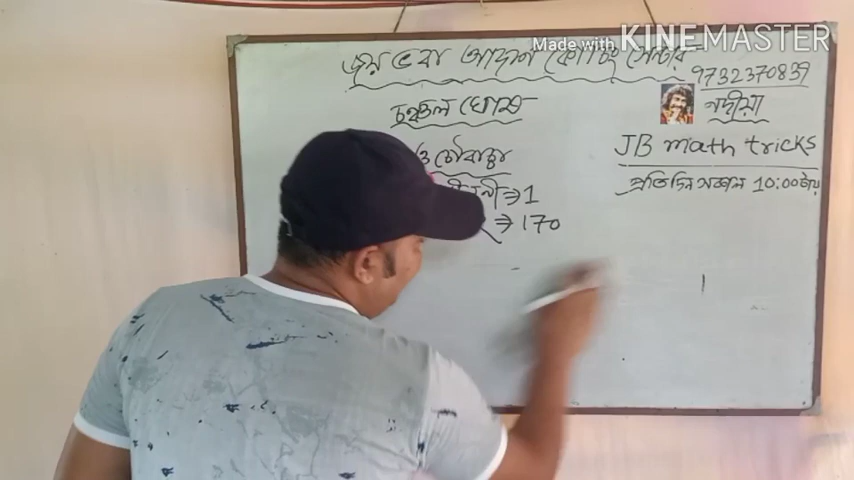 Made with KINEMASTER
জয় বাবা আদর্শ কোচিং সেন্টার
9732370839
চঞ্চল ঘোষ
নদীয়া
ও চৌবাচ্চা
JB math tricks
⇒1
প্রতিদিন সকাল 10:00টায়
⇒170